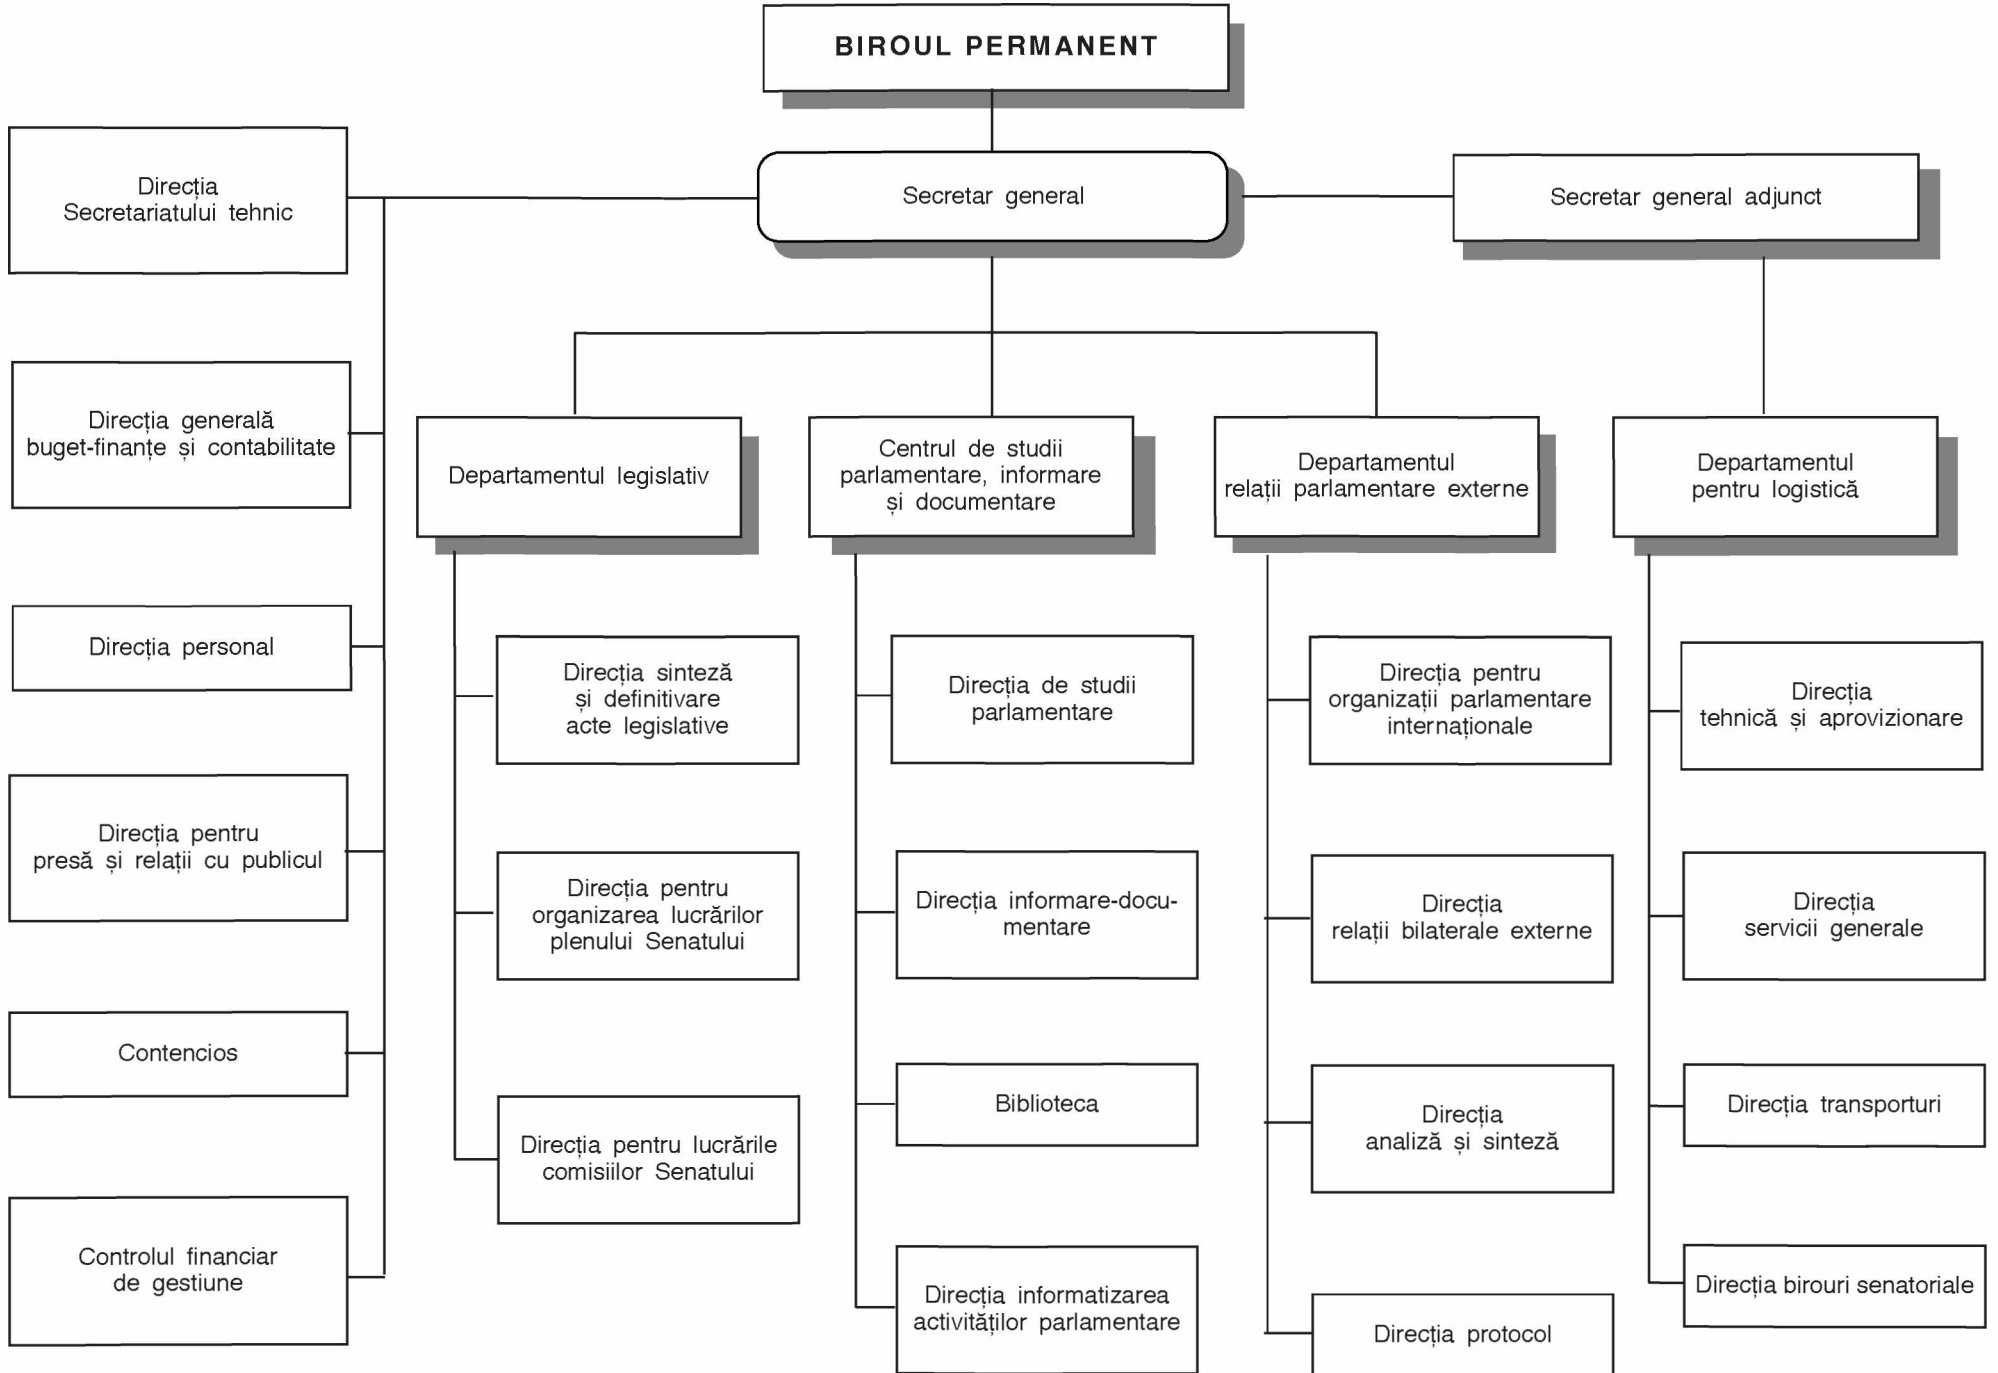 BIROUL PERMANENT
Direcția
Secretariatului tehnic
Secretar general
Secretar general adjunct
Direcția generală
buget-finanțe și contabilitate
Direcția personal
Direcția pentru
presă și relații cu publicul
Contencios
Controlul financiar
de gestiune
Departamentul legislativ
Direcția sinteză
și definitivare
acte legislative
Direcția pentru
organizarea lucrărilor
plenului Senatului
Direcția pentru lucrările
comisiilor Senatului
Centrul de studii
parlamentare, informare
și documentare
Direcția de studii
parlamentare
Direcția informare-docu-
mentare
Biblioteca
Direcția informatizarea
activităților parlamentare
Departamentul
relații parlamentare externe
Direcția pentru
organizații parlamentare
internaționale
Direcția
relații bilaterale externe
Direcția
analiză și sinteză
Direcția protocol
Departamentul
pentru logistică
Direcția
tehnică și aprovizionare
Direcția
servicii generale
Direcția transporturi
Direcția birouri senatoriale